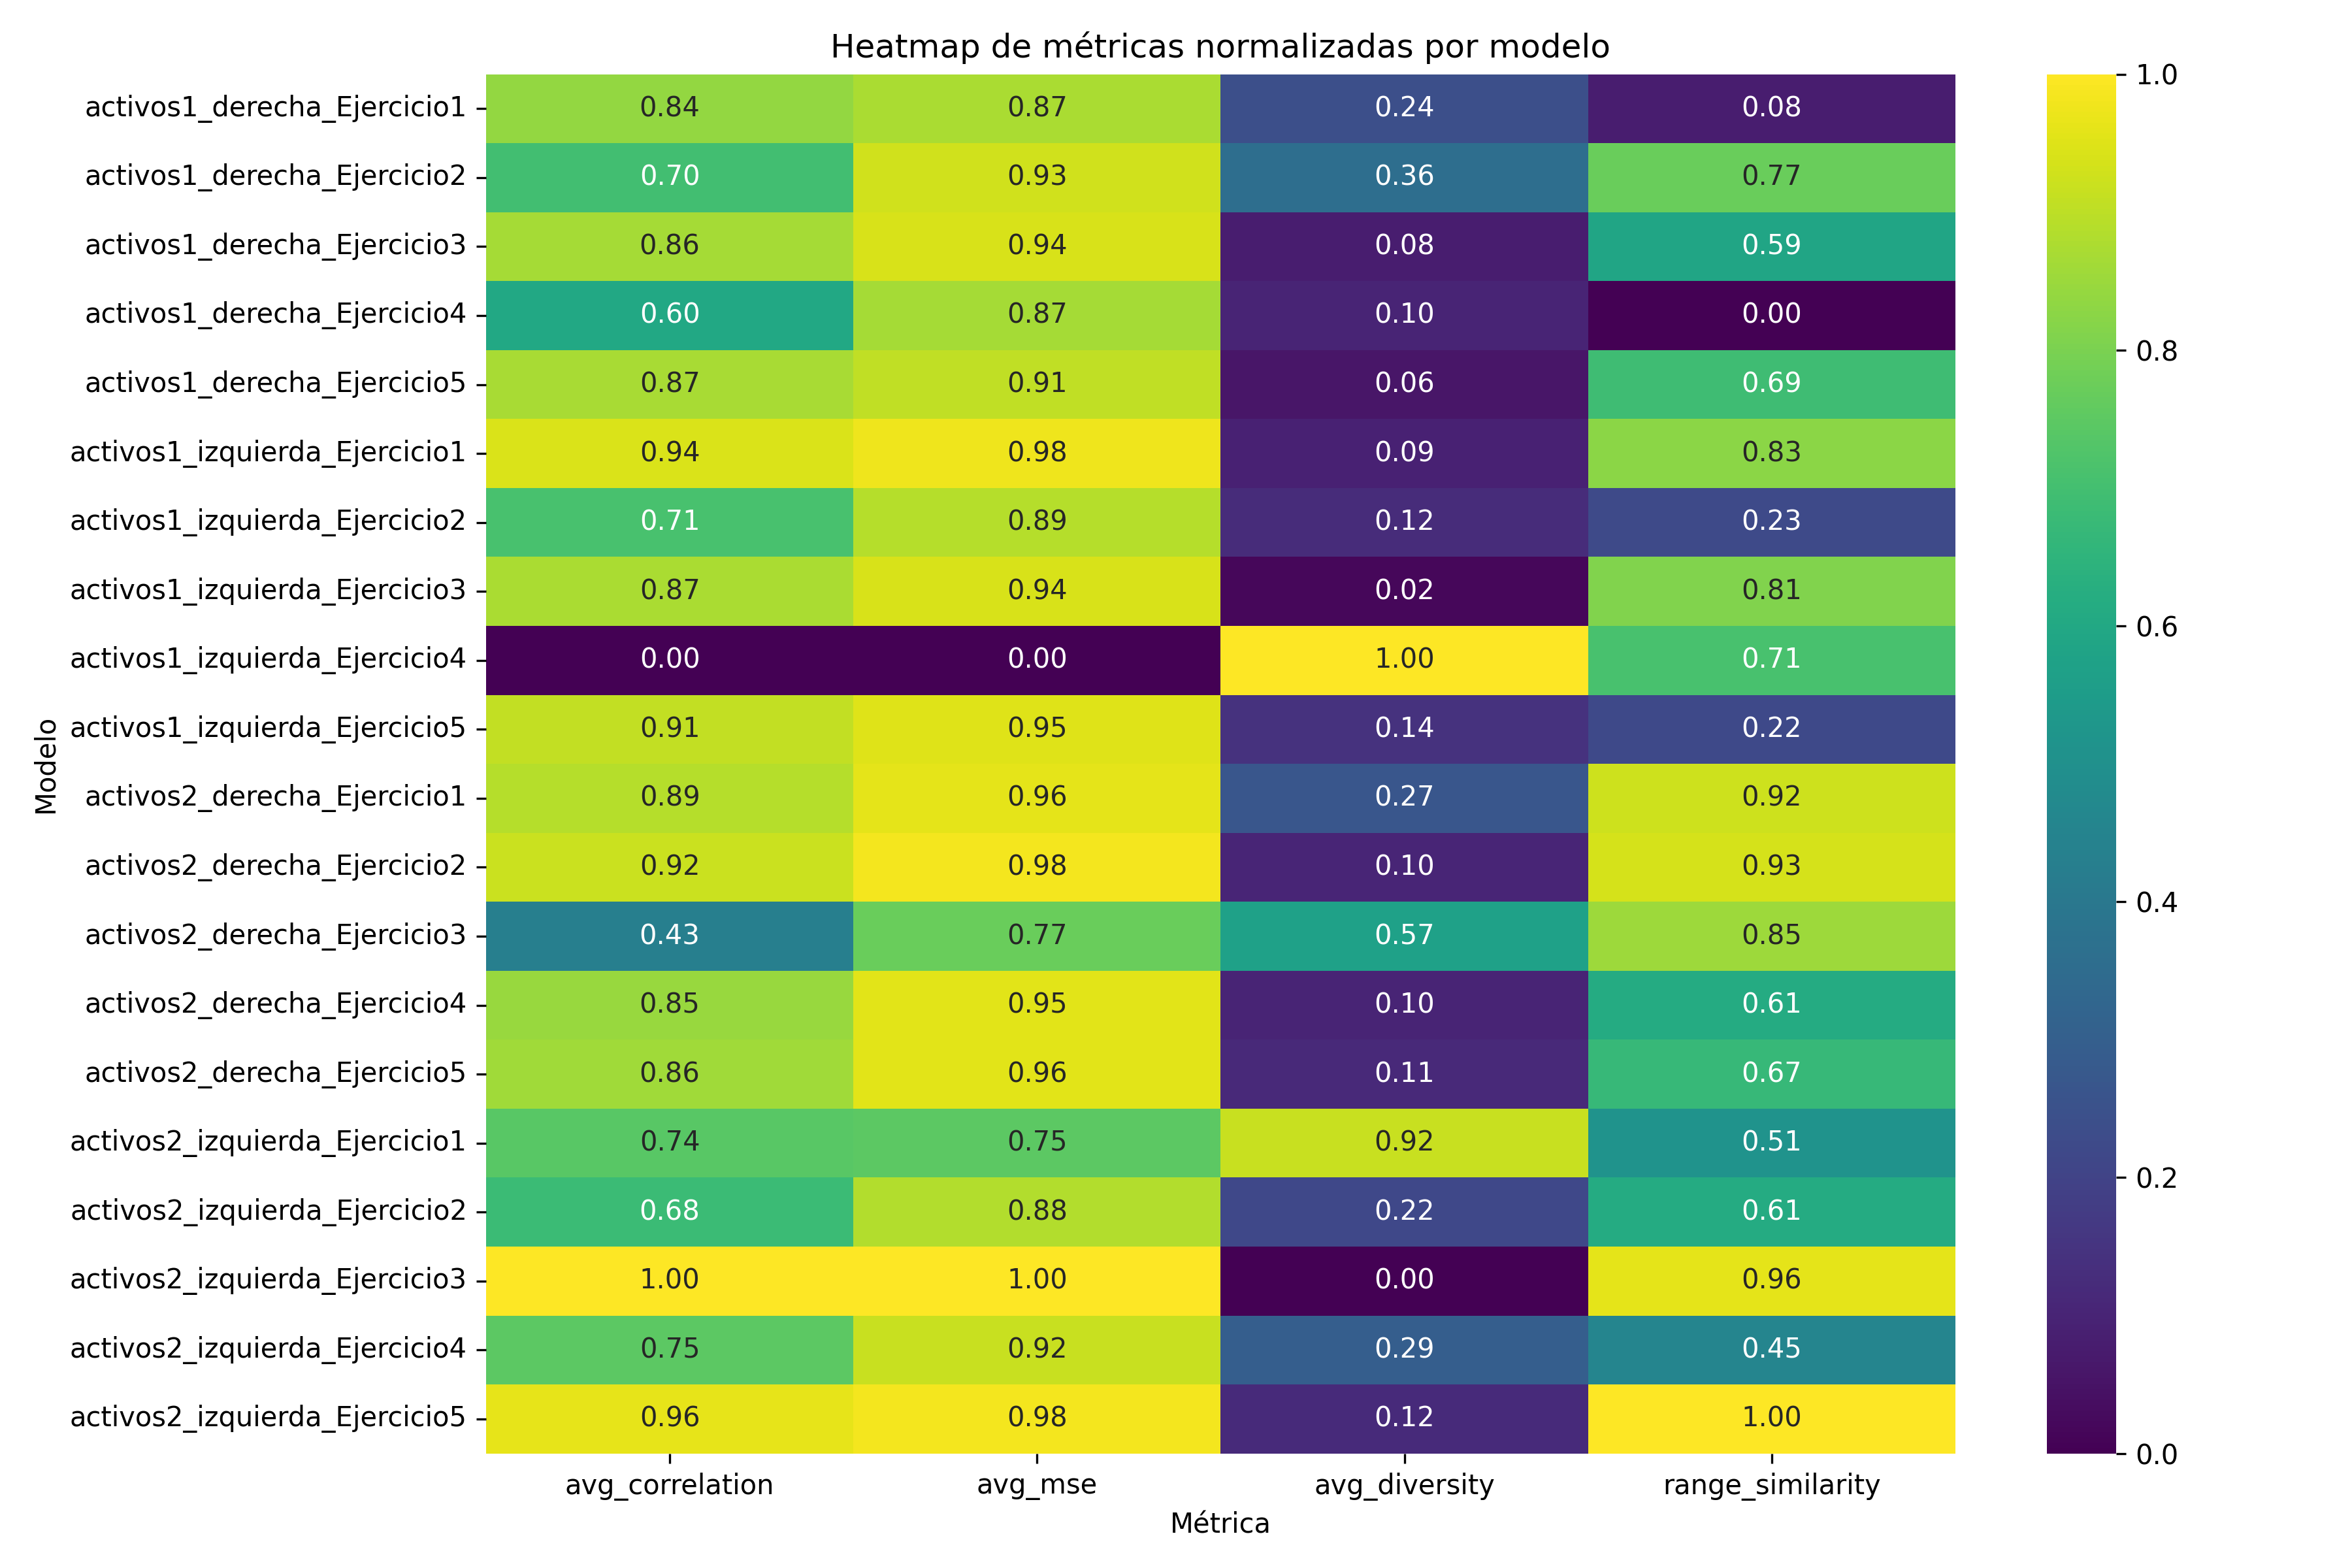 Heatmap de métricas normalizadas por modelo
activos1_derecha_Ejercicio1 0.84 0.87 0.24 0.08
activos1_derecha_Ejercicio2 0.70 0.93 0.36 0.77
activos1_derecha_Ejercicio3 0.86 0.94 0.08 0.59
activos1_derecha_Ejercicio4 0.60 0.87 0.10 0.00
activos1_derecha_Ejercicio5 0.87 0.91 0.06 0.69
activos1_izquierda_Ejercicio1 0.94 0.98 0.09 0.83
activos1_izquierda_Ejercicio2 0.71 0.89 0.12 0.23
activos1_izquierda_Ejercicio3 0.87 0.94 0.02 0.81
activos1_izquierda_Ejercicio4 0.00 0.00 1.00 0.71
activos1_izquierda_Ejercicio5 0.91 0.95 0.14 0.22
activos2_derecha_Ejercicio1 0.89 0.96 0.27 0.92
activos2_derecha_Ejercicio2 0.92 0.98 0.10 0.93
activos2_derecha_Ejercicio3 0.43 0.77 0.57 0.85
activos2_derecha_Ejercicio4 0.85 0.95 0.10 0.61
activos2_derecha_Ejercicio5 0.86 0.96 0.11 0.67
activos2_izquierda_Ejercicio1 0.74 0.75 0.92 0.51
activos2_izquierda_Ejercicio2 0.68 0.88 0.22 0.61
activos2_izquierda_Ejercicio3 1.00 1.00 0.00 0.96
activos2_izquierda_Ejercicio4 0.75 0.92 0.29 0.45
activos2_izquierda_Ejercicio5 0.96 0.98 0.12 1.00
avg_correlation avg_mse avg_diversity range_similarity
Métrica
Modelo
1.0
0.8
0.6
0.4
0.2
0.0